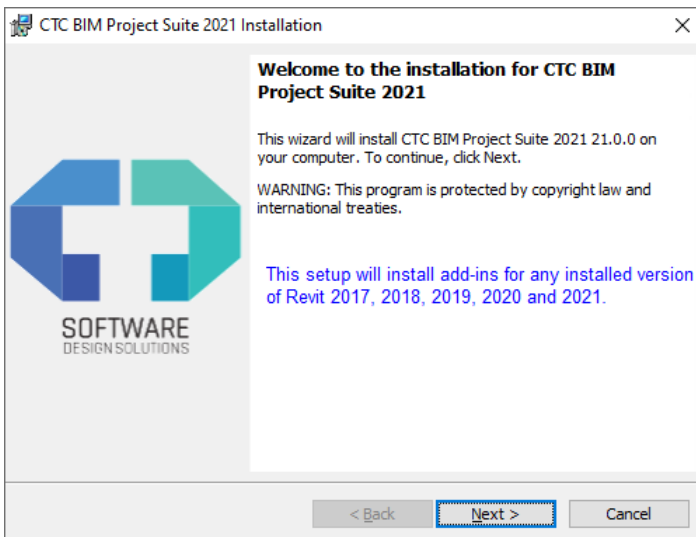 CTC BIM Project Suite 2021 Installation
Welcome to the installation for CTC BIM
Project Suite 2021
This wizard will install CTC BIM Project Suite 2021 21.0.0 on
your computer. To continue, click Next.
WARNING: This program is protected by copyright law and
international treaties.
This setup will install add-ins for any installed version
of Revit 2017, 2018, 2019, 2020 and 2021.
SOFTWARE
DESIGN SOLUTIONS
< Back Next > Cancel